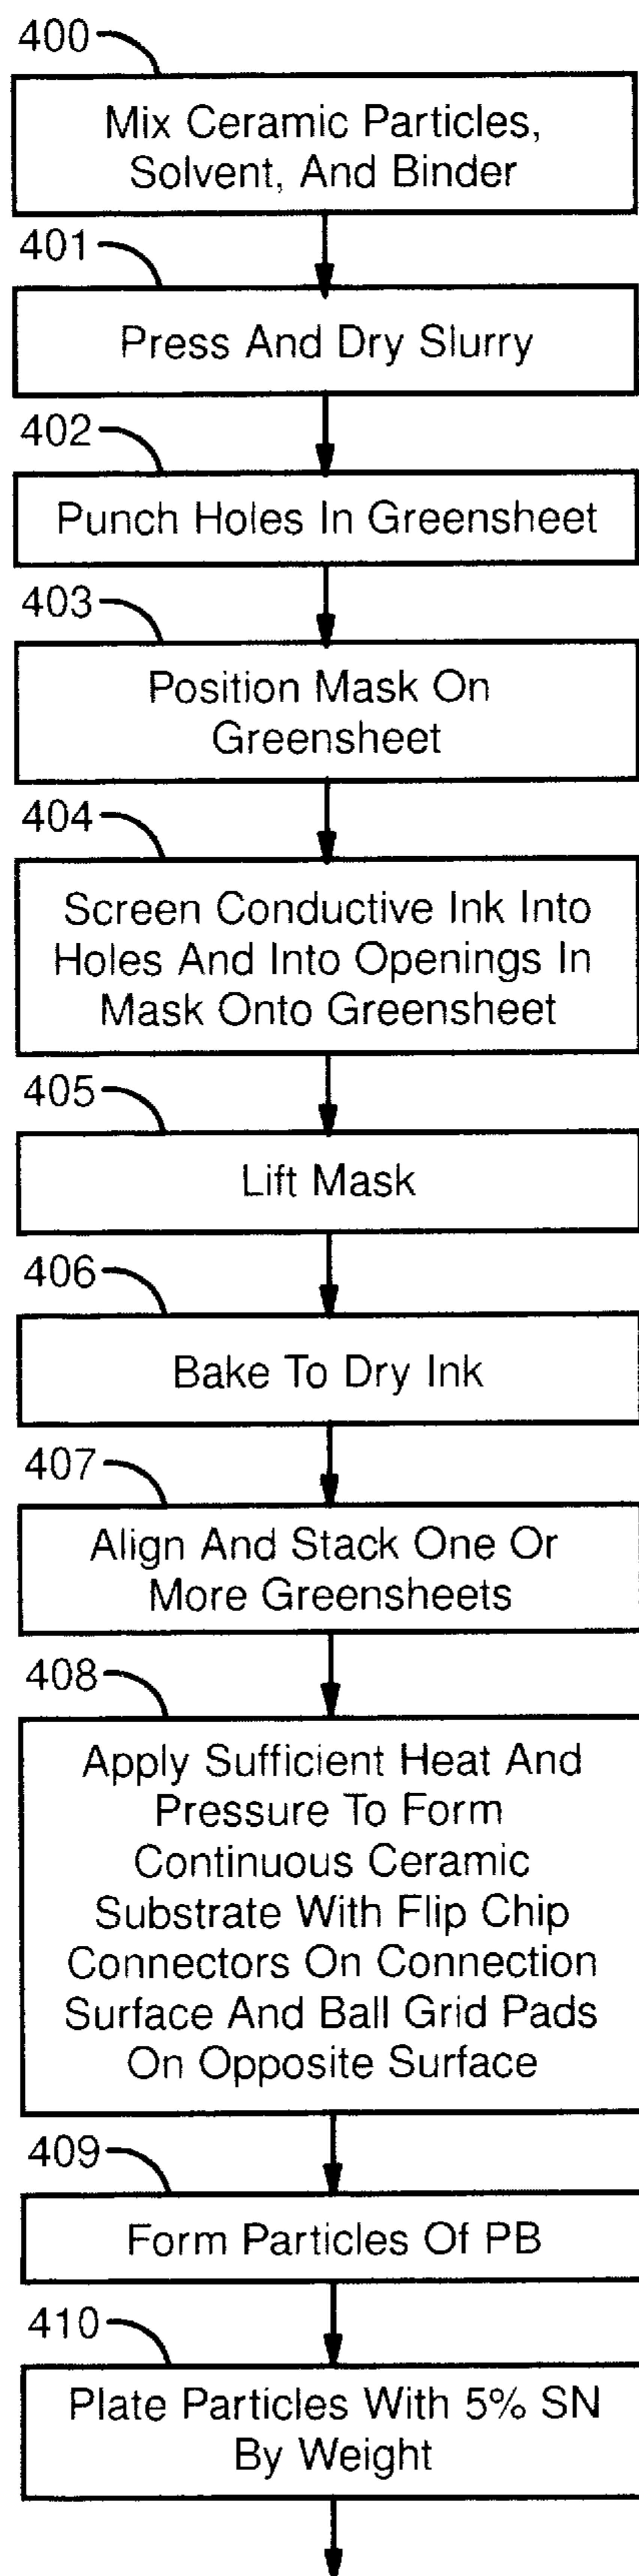 400
Mix Ceramic Particles,
Solvent, And Binder
401
Press And Dry Slurry
402
Punch Holes In Greensheet
403
Position Mask On
Greensheet
404
Screen Conductive Ink Into
Holes And Into Openings In
Mask Onto Greensheet
405
Lift Mask
406
Bake To Dry Ink
407
Align And Stack One Or
More Greensheets
408
Apply Sufficient Heat And
Pressure To Form
Continuous Ceramic
Substrate With Flip Chip
Connectors On Connection
Surface And Ball Grid Pads
On Opposite Surface
409
Form Particles Of PB
410
Plate Particles With 5% SN
By Weight